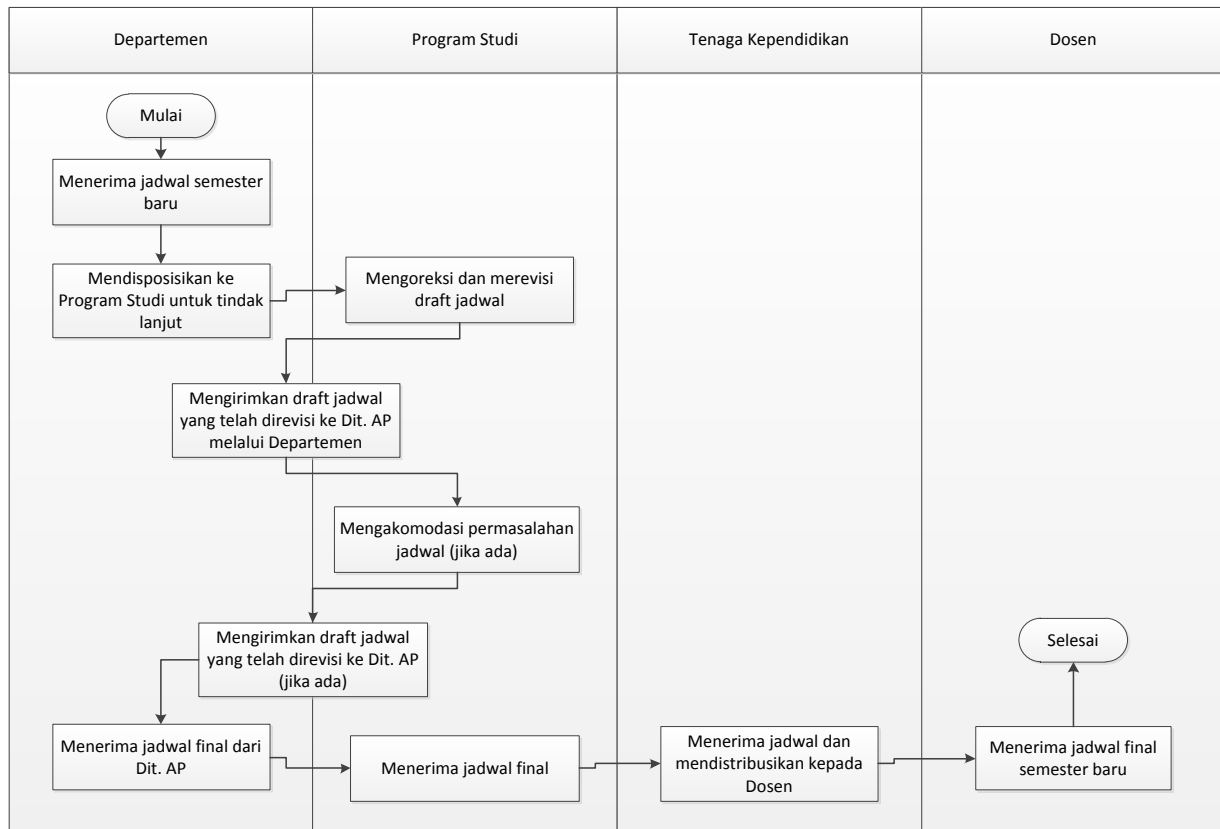 Departemen
Program Studi
Tenaga Kependidikan
Dosen
Mulai
Menerima jadwal semester
baru
Mendisposisikan ke
Program Studi untuk tindak
lanjut
Mengoreksi dan merevisi
draft jadwal
Mengirimkan draft jadwal
yang telah direvisi ke Dit. AP
melalui Departemen
Mengakomodasi permasalahan
jadwal (jika ada)
Mengirimkan draft jadwal
yang telah direvisi ke Dit. AP
(jika ada)
Menerima jadwal final dari
Dit. AP
Menerima jadwal final
Menerima jadwal dan
mendistribusikan kepada
Dosen
Menerima jadwal final
semester baru
Selesai